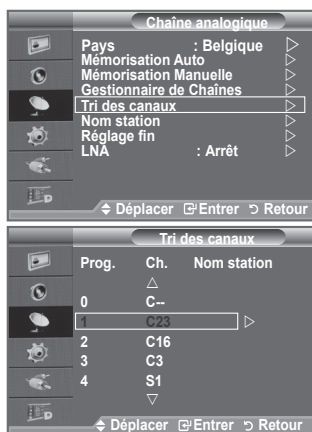 Chaîne analogique
Pays : Belgique
Mémorisation Auto
Mémorisation Manuelle
Gestionnaire de Chaînes
Tri des canaux
Nom station
Réglage fin
LNA : Arrêt
Déplacer Entrer Retour
Tri des canaux
Prog. Ch. Nom station
0 C--
1 C23
2 C16
3 C3
4 S1
Déplacer Entrer Retour